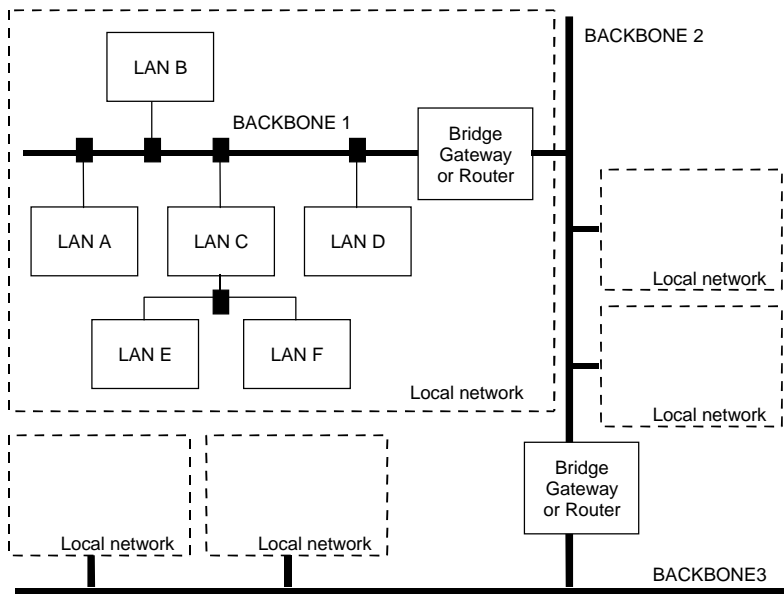 BACKBONE 2
LAN B
BACKBONE 1
Bridge
Gateway
or Router
LAN A
LAN C
LAN D
Local network
LAN E
LAN F
Local network
Local network
Bridge
Gateway
or Router
Local network
Local network
BACKBONE3